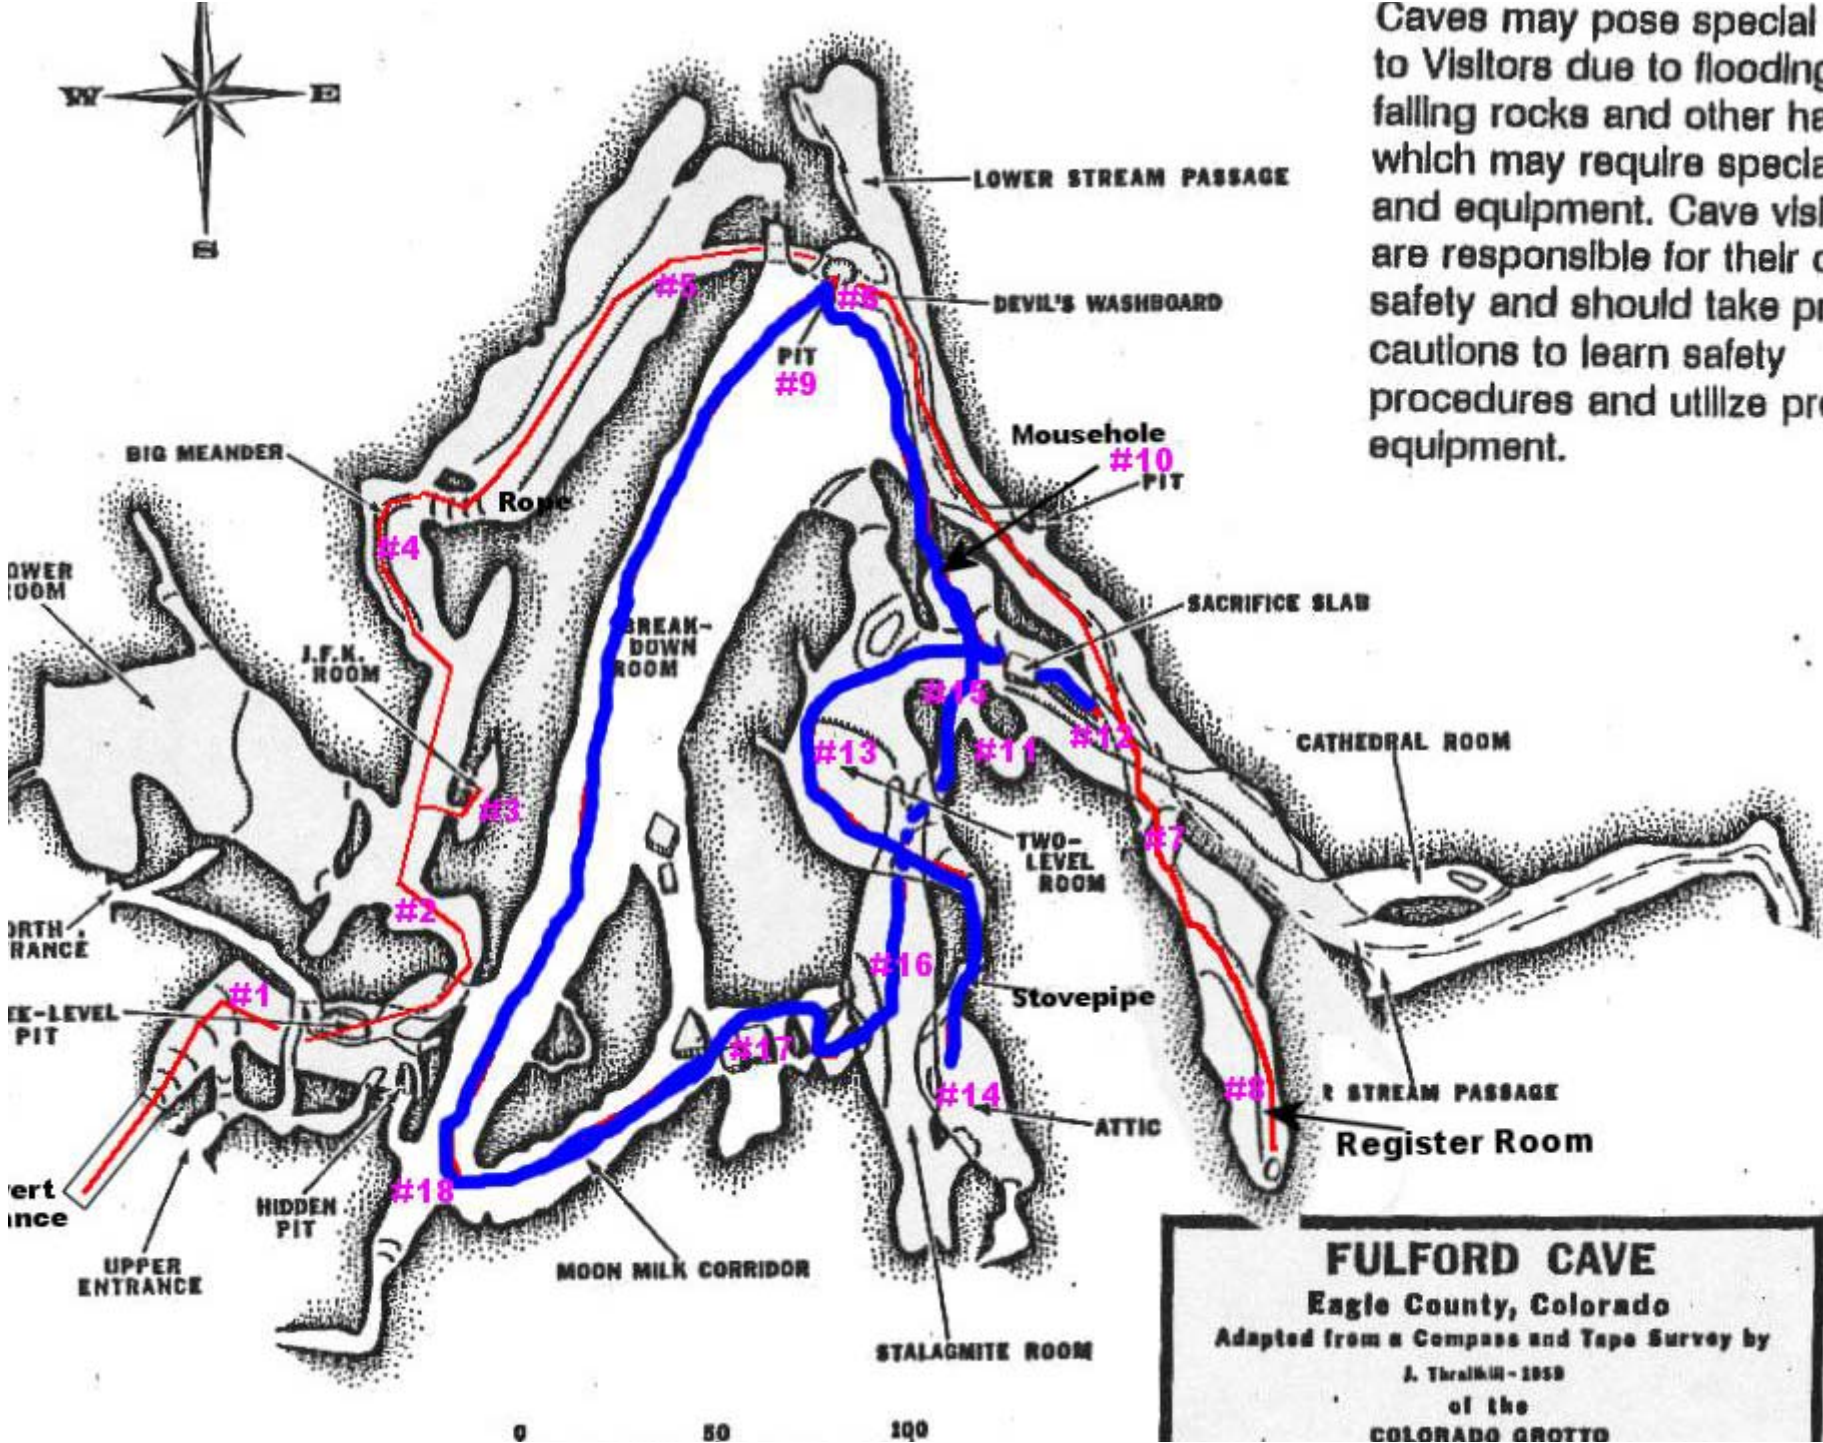 Caves may pose special
to Visitors due to flooding
falling rocks and other ha
which may require specia
and equipment. Cave visi
are responsible for their o
safety and should take pr
cautions to learn safety
procedures and utilize pr
equipment.
W
E
S
LOWER STREAM PASSAGE
#5
#6
DEVIL'S WASHBOARD
PIT
#9
Mousehole
#10
PIT
BIG MEANDER
Rope
#4
OWER
OOM
SACRIFICE SLAB
BREAK-
DOWN
ROOM
J.F.K.
ROOM
#15
#13
#11
#12
CATHEDRAL ROOM
#3
#7
TWO-
LEVEL
ROOM
#2
ORTH
RANCE
#16
#1
Stovepipe
EE-LEVEL
PIT
#17
#14
#8
R STREAM PASSAGE
ATTIC
Register Room
vert
ance
#18
HIDDEN
PIT
UPPER
ENTRANCE
MOON MILK CORRIDOR
STALAGMITE ROOM
FULFORD CAVE
Eagle County, Colorado
Adapted from a Compass and Tape Survey by
J. Thrailkill-1959
of the
COLORADO GROTTO
0 50 100